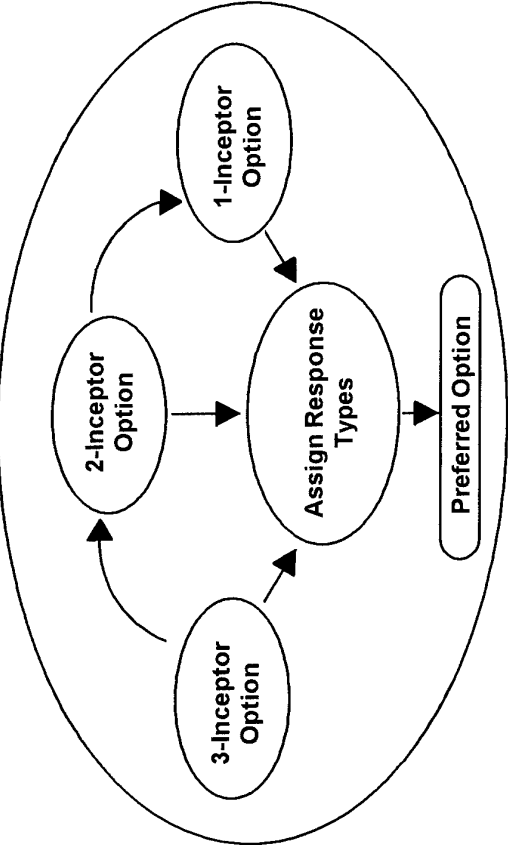 2-Inceptor
Option
3-Inceptor
Option
1-Inceptor
Option
Assign Response
Types
Preferred Option